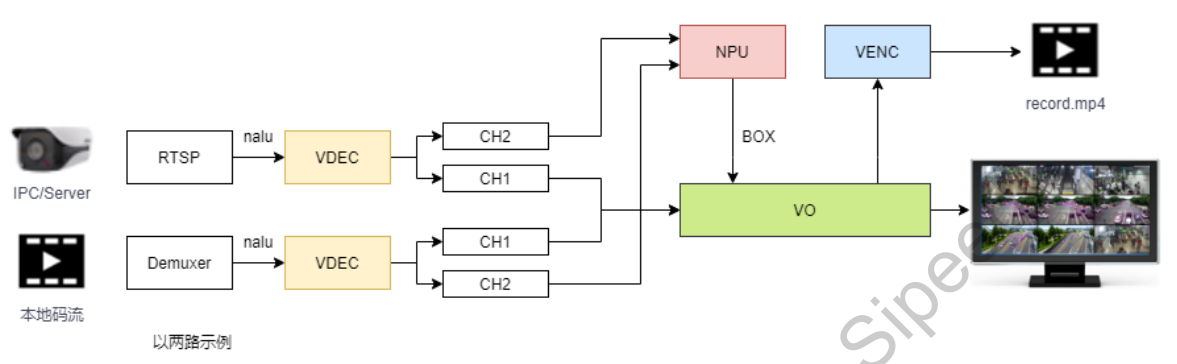 NPU
VENC
record.mp4
BOX
IPC/Server
RTSP
nalu
VDEC
CH2
CH1
VO
本地码流
Demuxer
nalu
VDEC
CH1
CH2
以两路示例